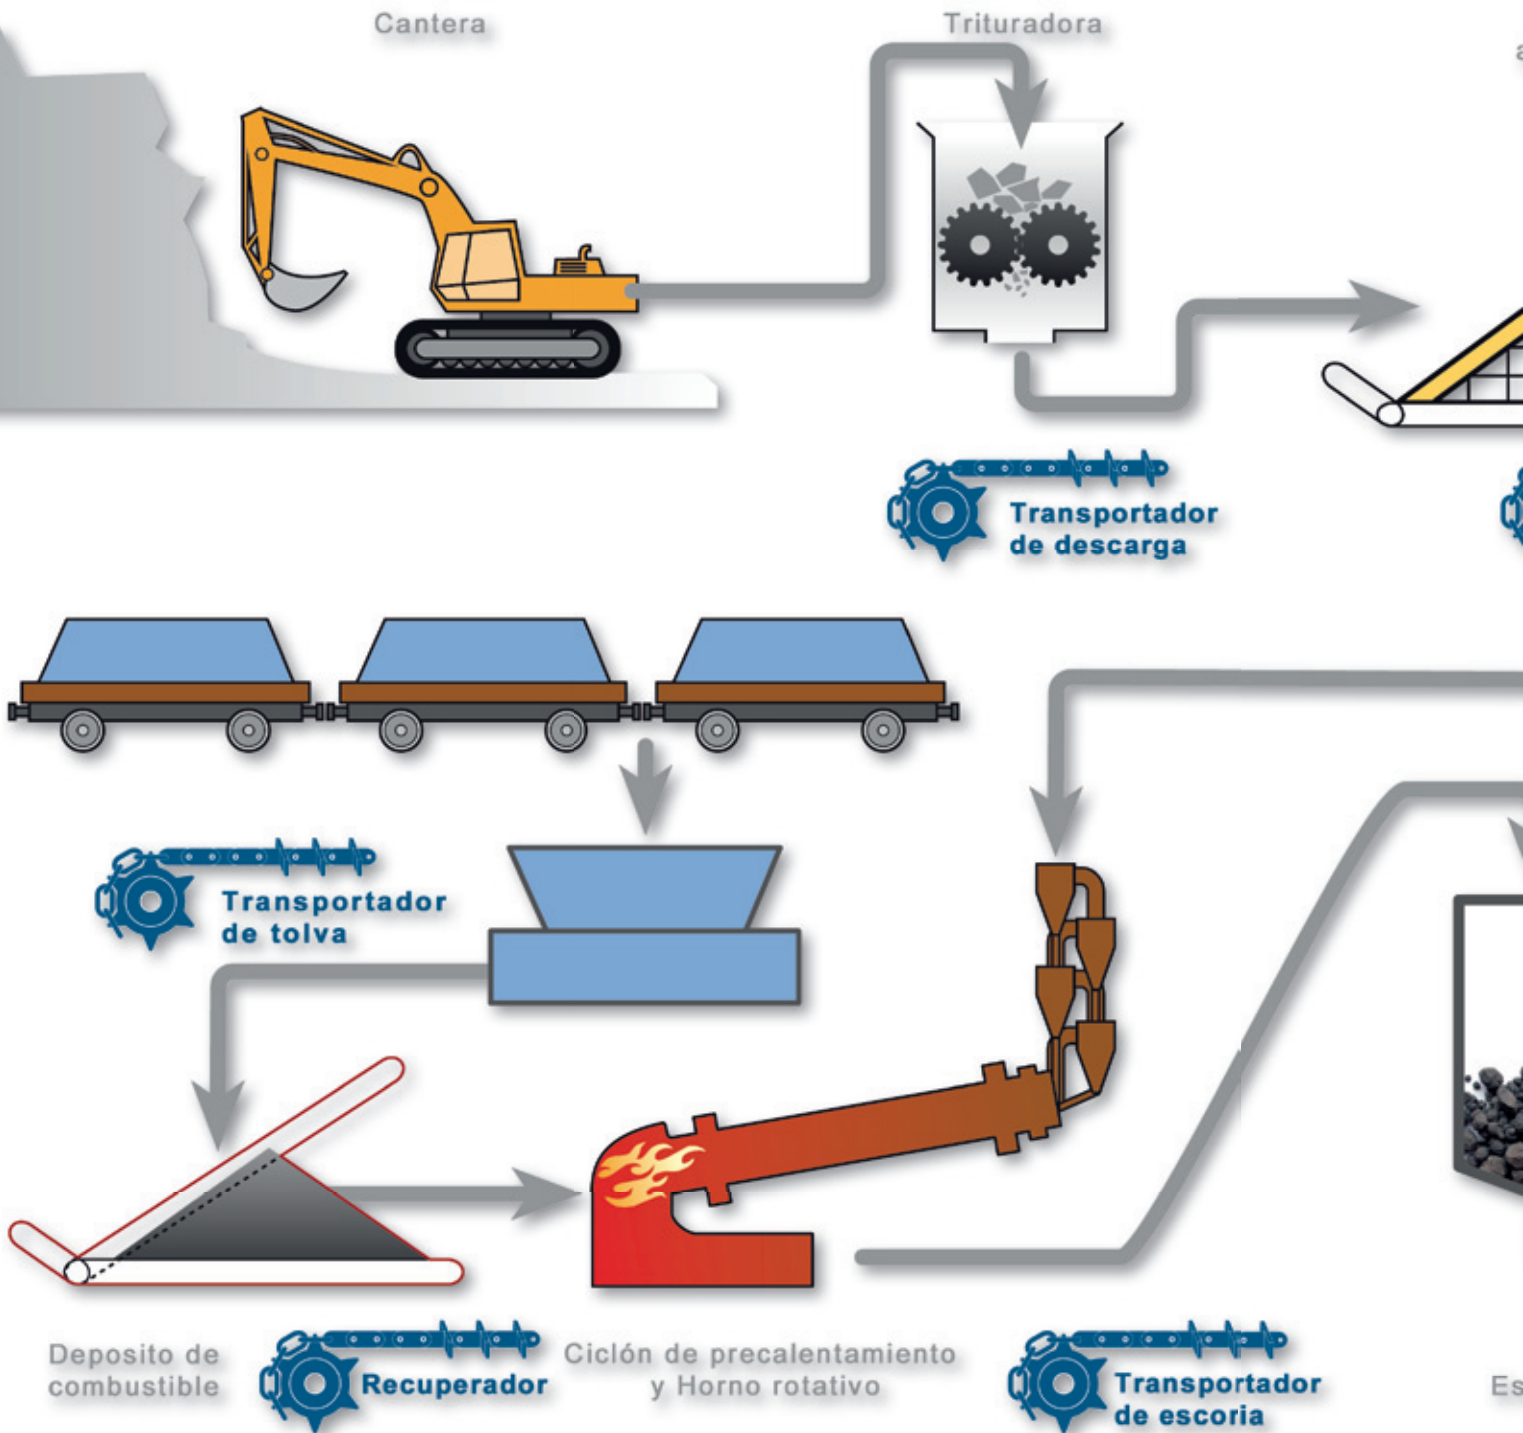 Cantera
Trituradora
a
Transportador
de descarga
Transportador
de tolva
Deposito de
combustible
Recuperador
Ciclón de precalentamiento
y Horno rotativo
Transportador
de escoria
Es